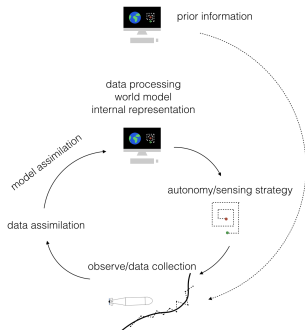 prior information
data processing
world model
internal representation
model assimilation
autonomy/sensing strategy
data assimilation
observe/data collection